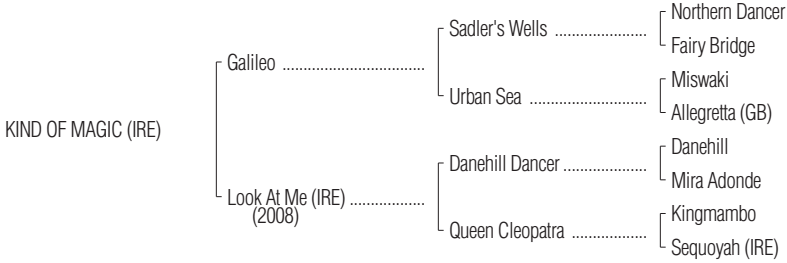 Northern Dancer
Sadler's Wells ......................
Fairy Bridge
Galileo ..................................
Miswaki
Urban Sea ............................
Allegretta (GB)
KIND OF MAGIC (IRE)
Danehill
Danehill Dancer ....................
Mira Adonde
Look At Me (IRE) ..................
(2008)
Kingmambo
Queen Cleopatra ..................
Sequoyah (IRE)